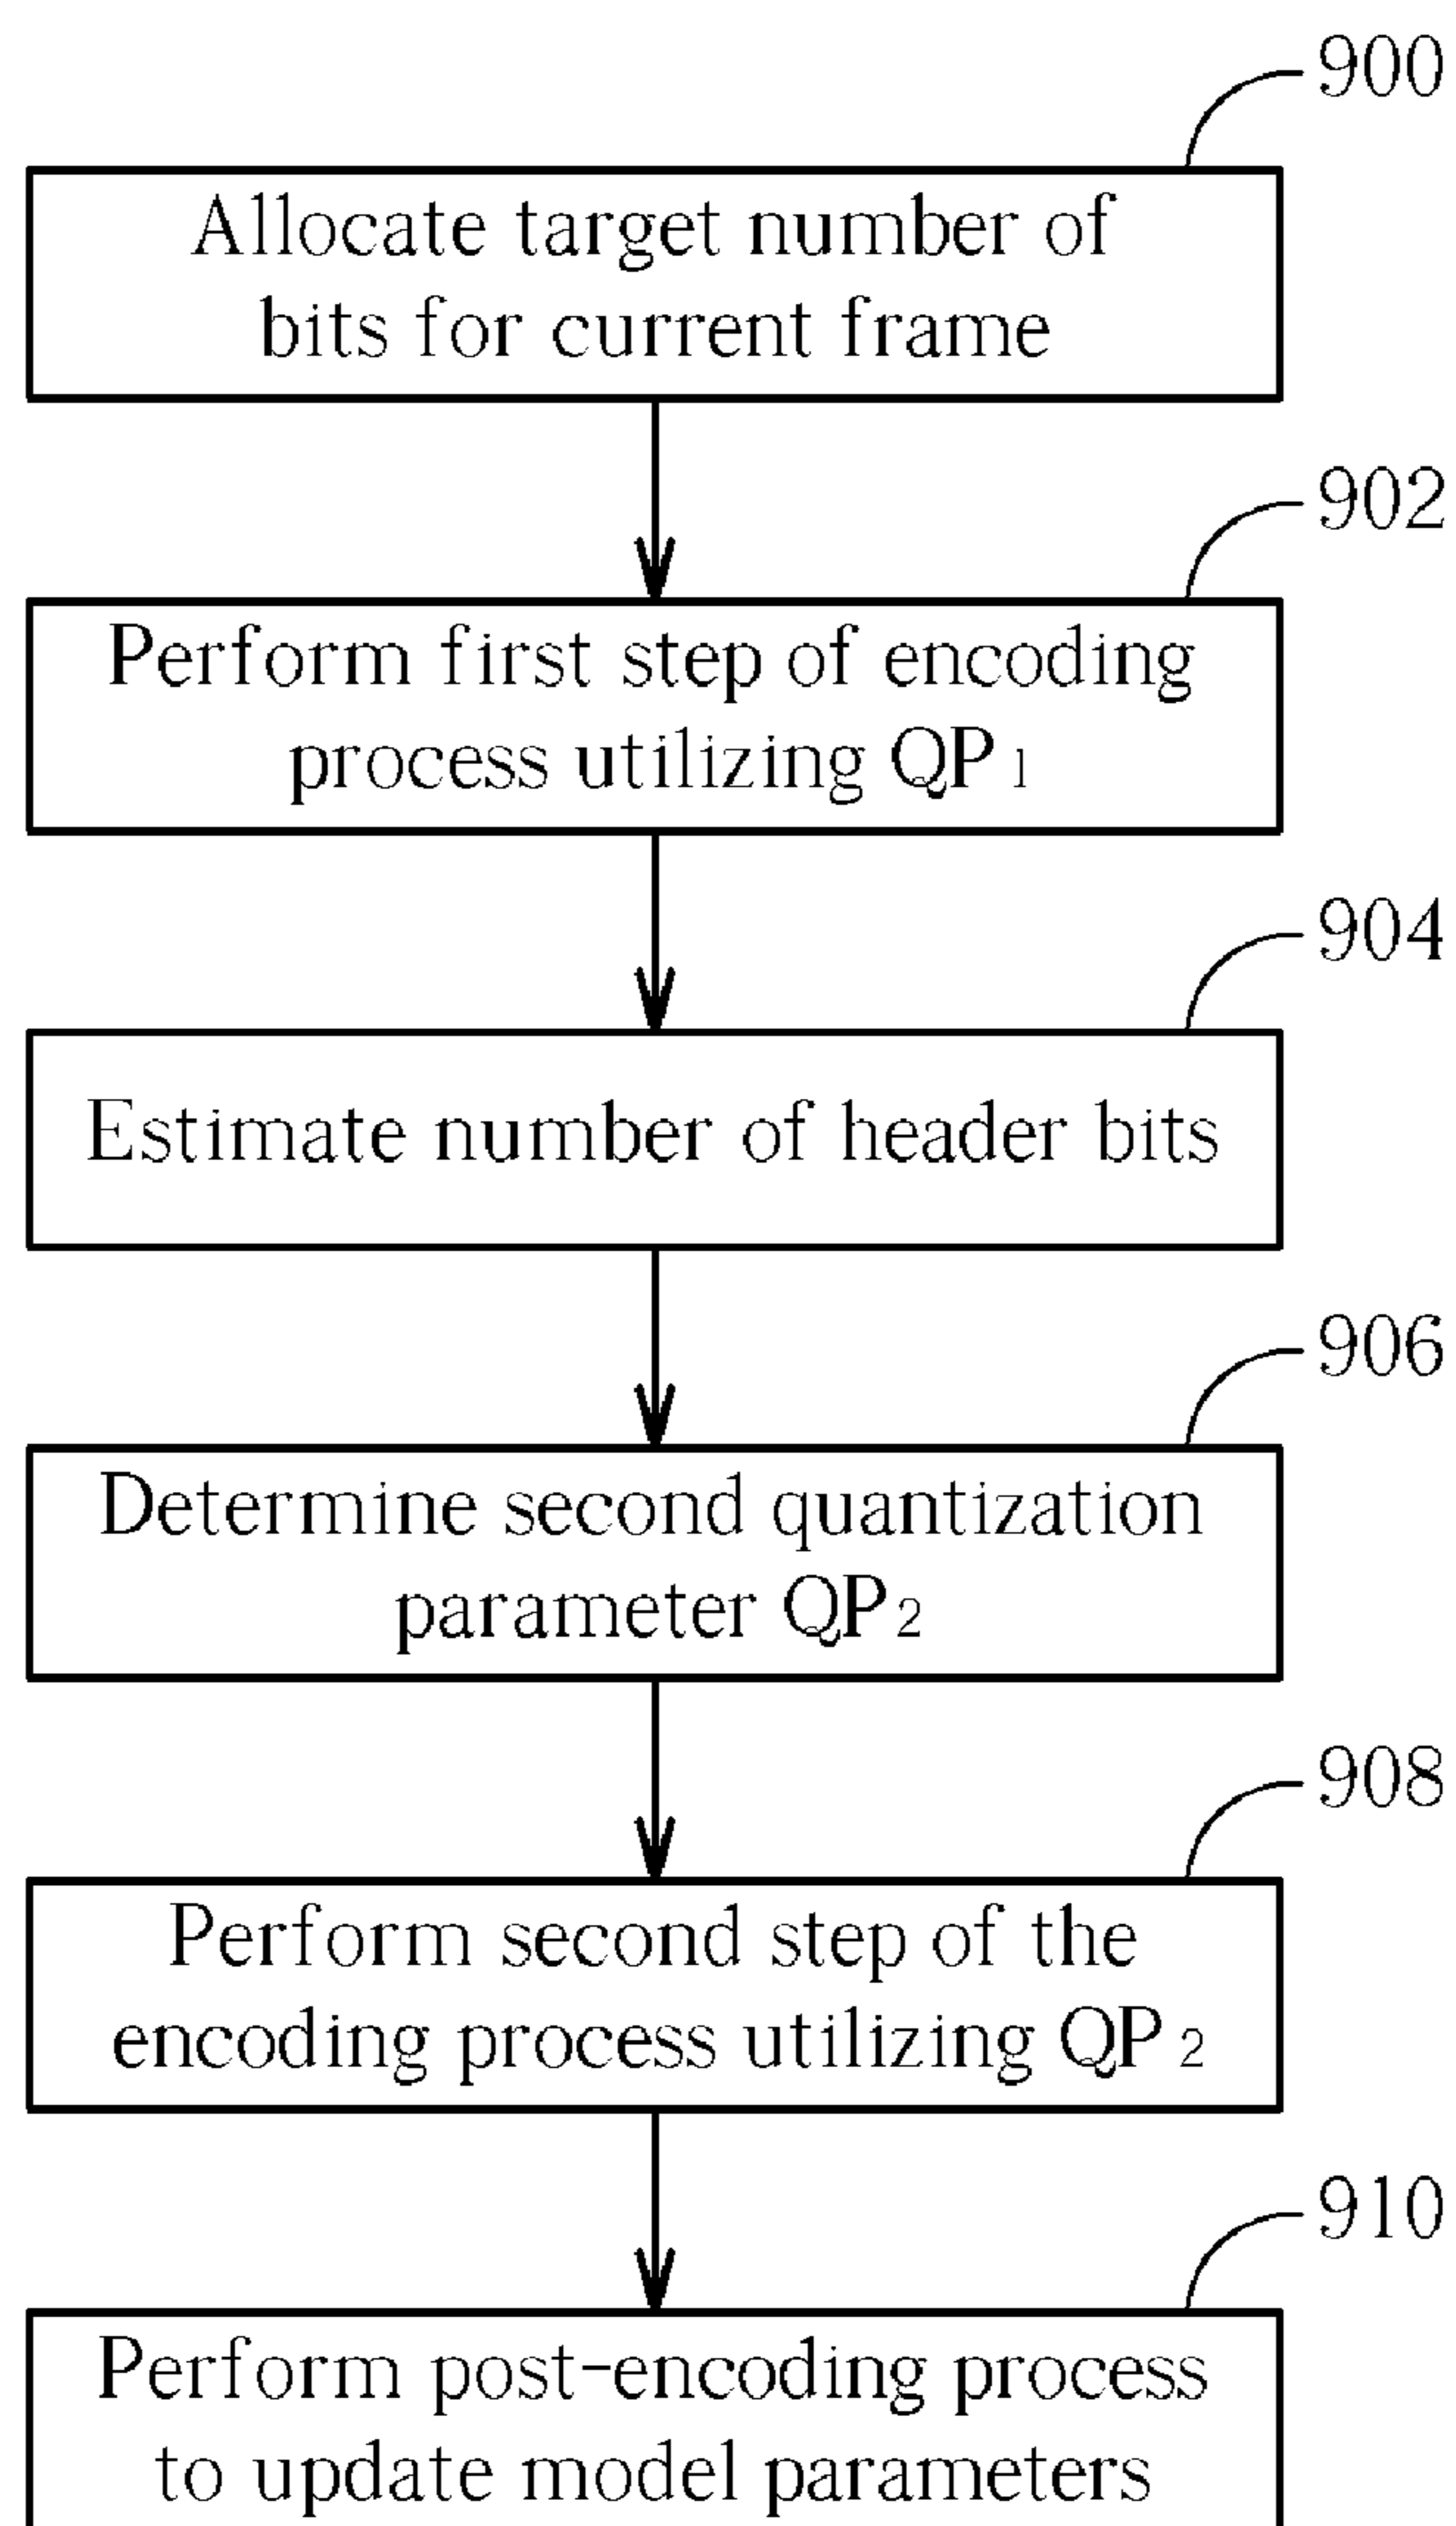 900
Allocate target number of
bits for current frame
902
Perform first step of encoding
process utilizing QP1
904
Estimate number of header bits
906
Determine second quantization
parameter QP2
908
Perform second step of the
encoding process utilizing QP2
910
Perform post-encoding process
to update model parameters